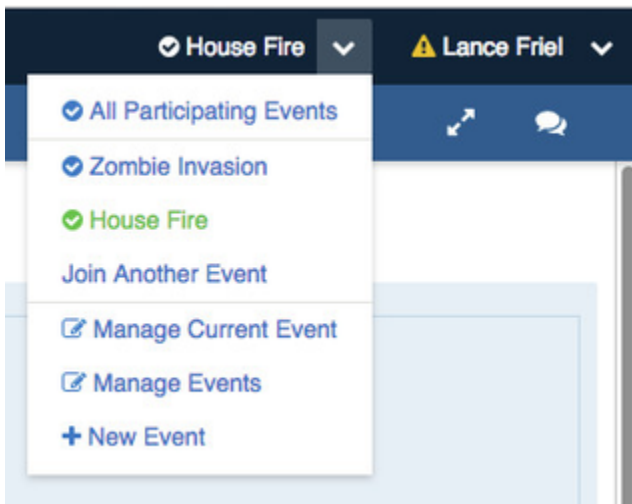 House Fire
Lance Friel
All Participating Events
Zombie Invasion
House Fire
Join Another Event
Manage Current Event
Manage Events
New Event